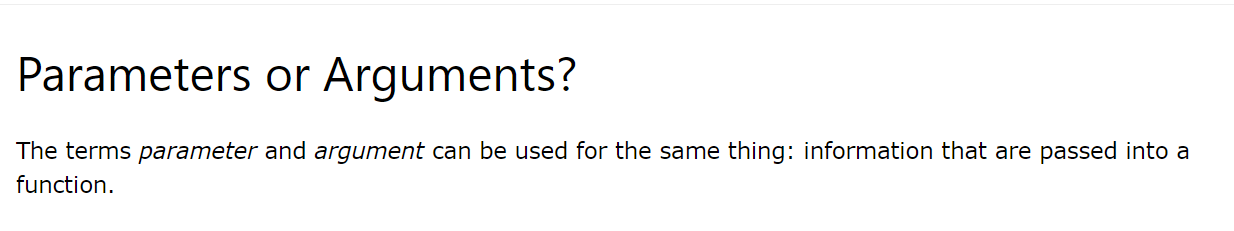 Parameters or Arguments?
The terms parameter and argument can be used for the same thing: information that are passed into a
function.